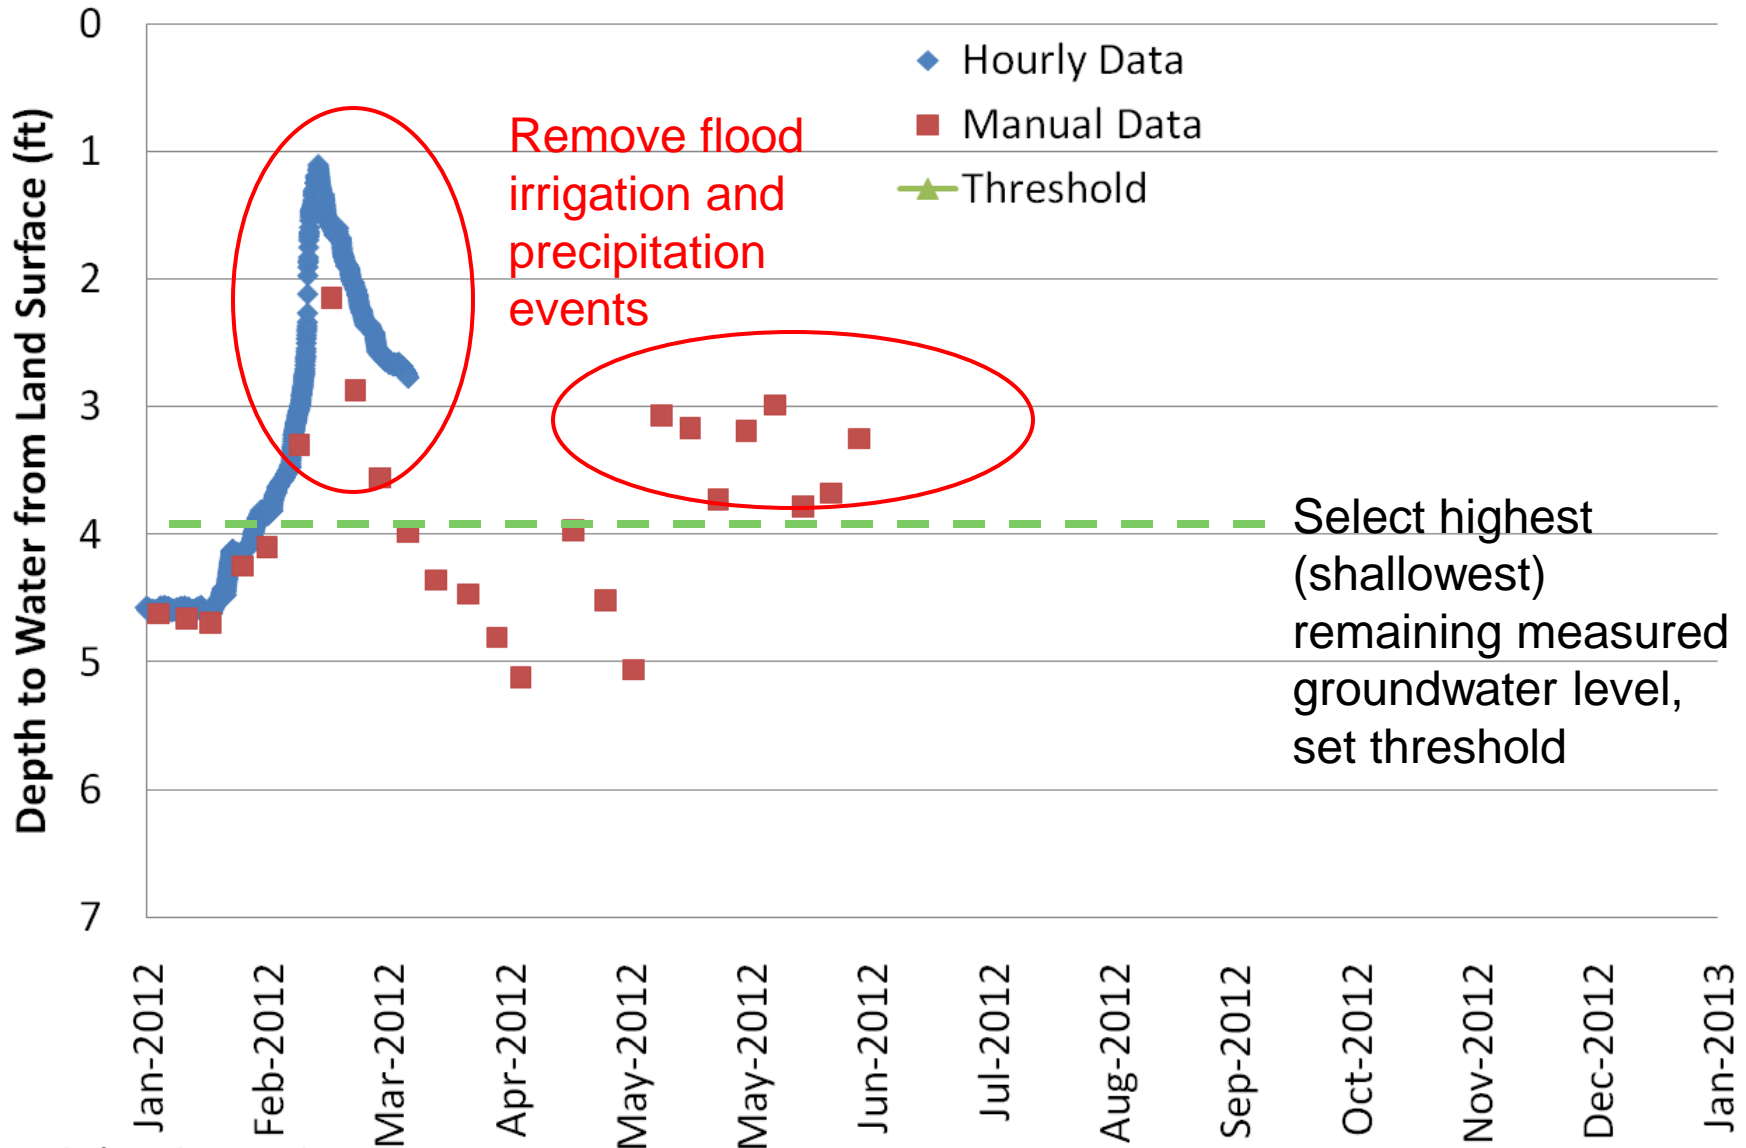 0
1
2
3
4
5
6
7
Depth to Water from Land Surface (ft)
Hourly Data
Manual Data
Threshold
Remove flood
irrigation and
precipitation
events
Select highest
(shallowest)
remaining measured
groundwater level,
set threshold
Jan-2012
Feb-2012
Mar-2012
Apr-2012
May-2012
May-2012
Jun-2012
Jul-2012
Aug-2012
Sep-2012
Oct-2012
Nov-2012
Dec-2012
Jan-2013